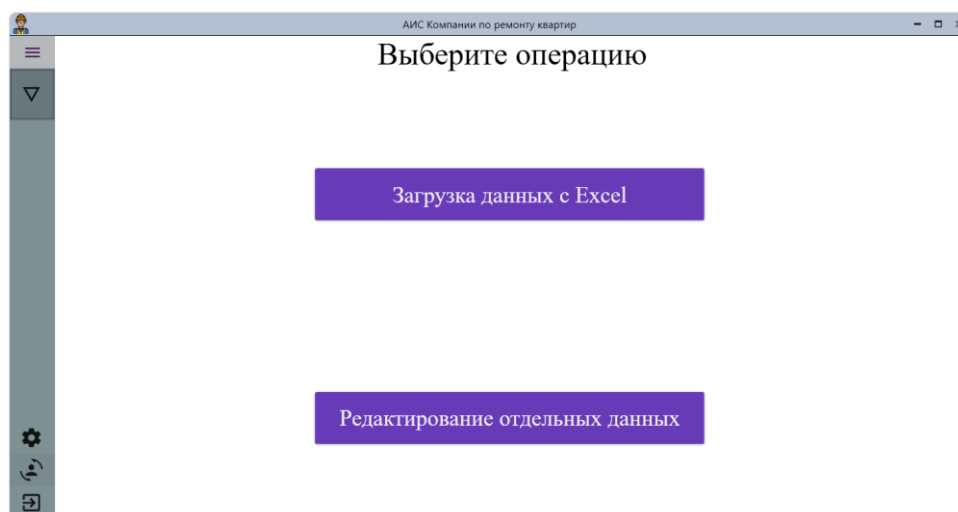 АИС Компании по ремонту квартир
Выберите операцию
Загрузка данных с Excel
Редактирование отдельных данных